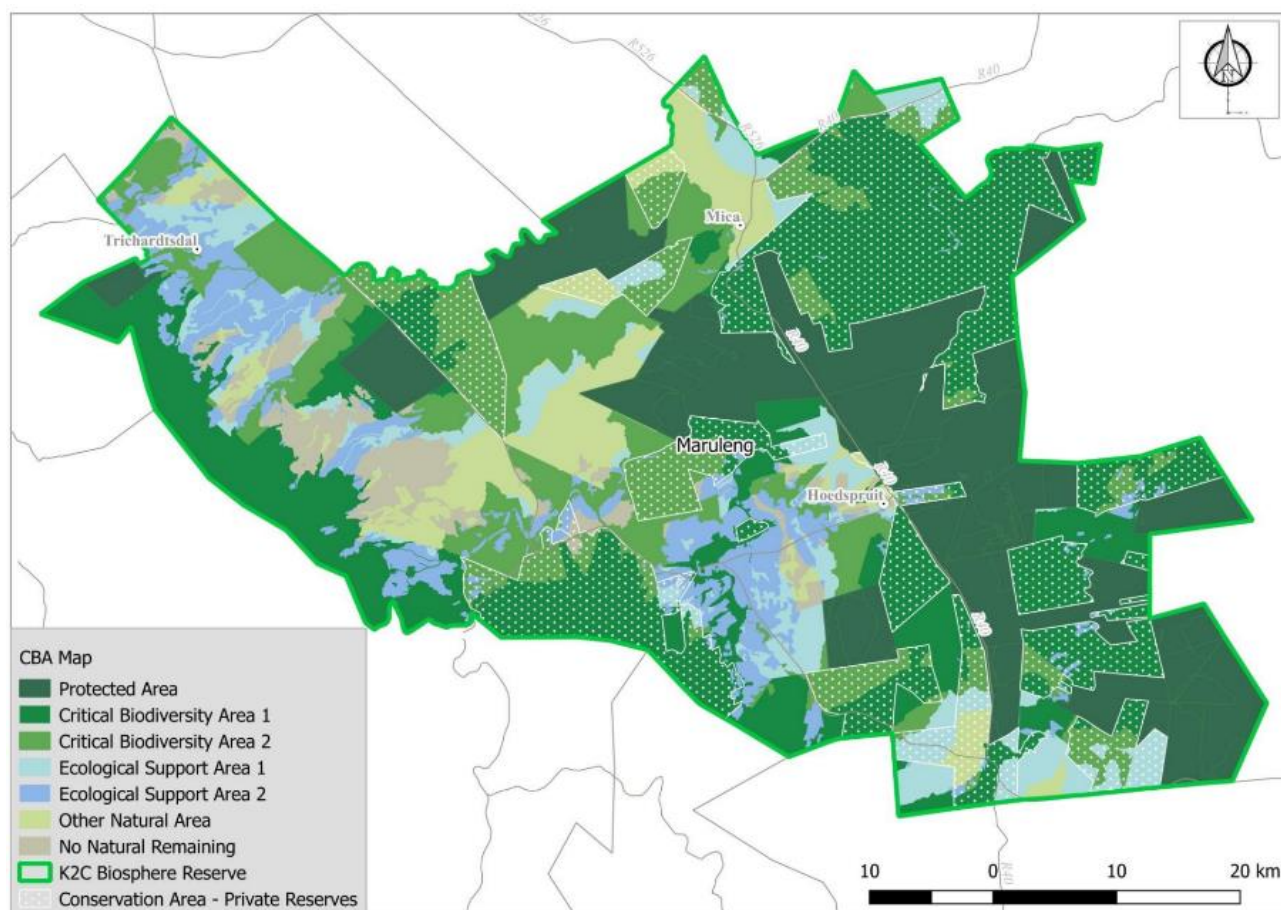 R526
R526
R40
R526
R40
Mica
Trichardtsdal
R40
Maruleng
R40
Hoedspruit
R40
CBA Map
Protected Area
Critical Biodiversity Area 1
Critical Biodiversity Area 2
Ecological Support Area 1
Ecological Support Area 2
Other Natural Area
No Natural Remaining
K2C Biosphere Reserve
Conservation Area - Private Reserves
10 0 10 20 km
R40